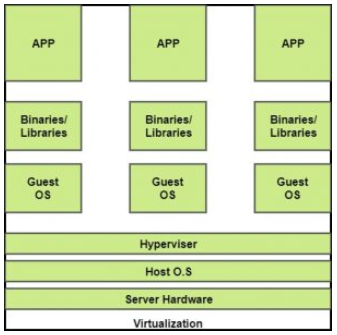 APP APP APP
Binaries/ Binaries/ Binaries/
Libraries Libraries Libraries
Guest Guest Guest
OS OS OS
Hyperviser
Host O.S
Server Hardware
Virtualization